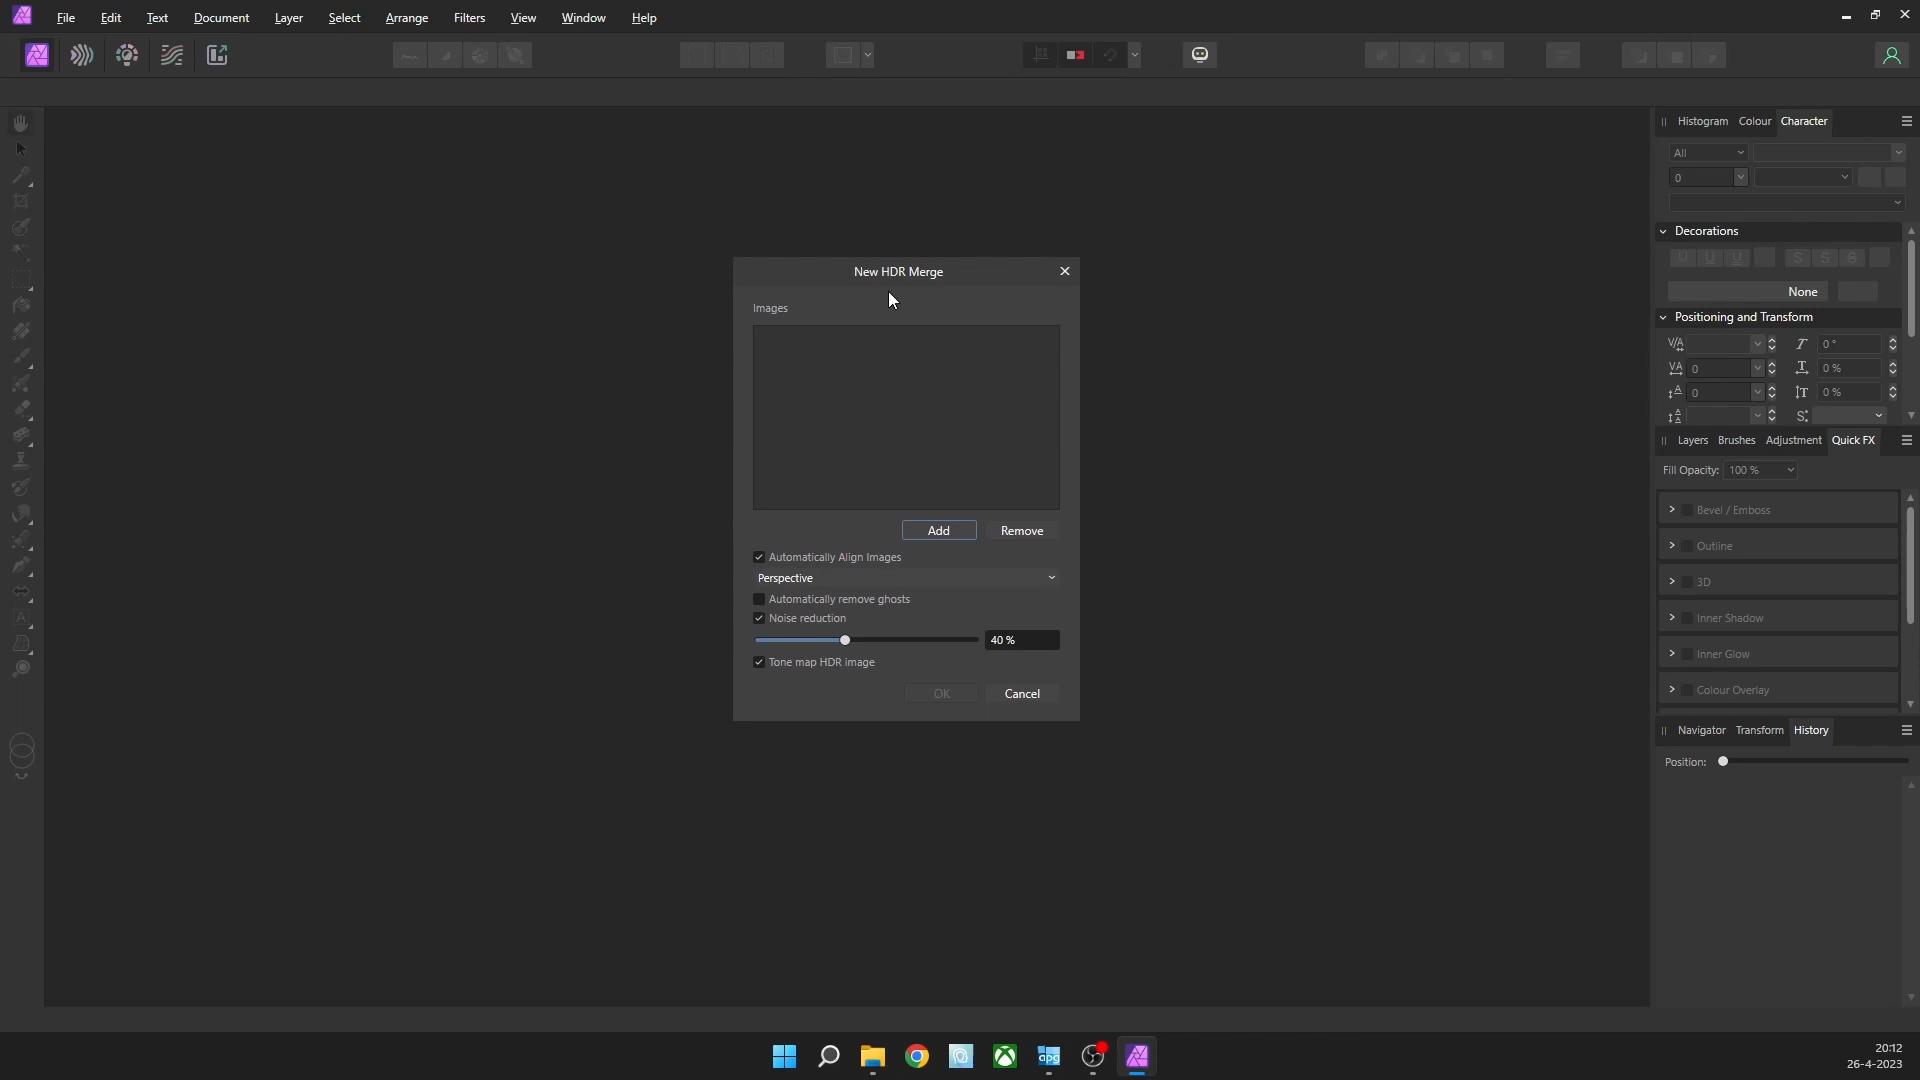 File Edit Text Document Layer Select Arrange Filters View Window Help
Histogram Colour Character
All
0
Decorations
U U U S S S
None
Positioning and Transform
V/A 0 °
VA 0 0 %
0 0 %
New HDR Merge
Images
Add Remove
Automatically Align Images
Perspective
Automatically remove ghosts
Noise reduction
40 %
Tone map HDR image
OK Cancel
Layers Brushes Adjustment Quick FX
Fill Opacity: 100 %
Bevel / Emboss
Outline
3D
Inner Shadow
Inner Glow
Colour Overlay
Navigator Transform History
Position:
apg
20:12
26-4-2023